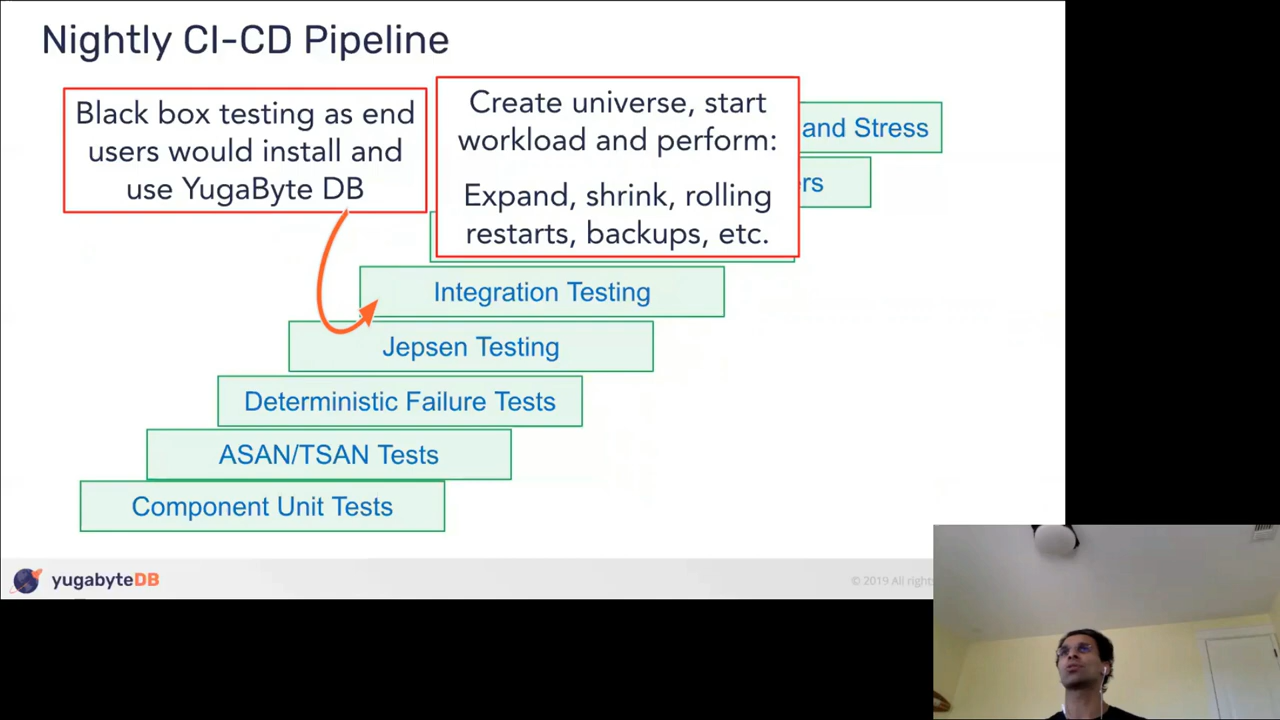 Nightly CI-CD Pipeline
Black box testing as end
users would install and
use YugaByte DB
Create universe, start
workload and perform:
Expand, shrink, rolling
restarts, backups, etc.
and Stress
Integration Testing
Jepsen Testing
Deterministic Failure Tests
ASAN/TSAN Tests
Component Unit Tests
yugabyteDB
© 2019 All